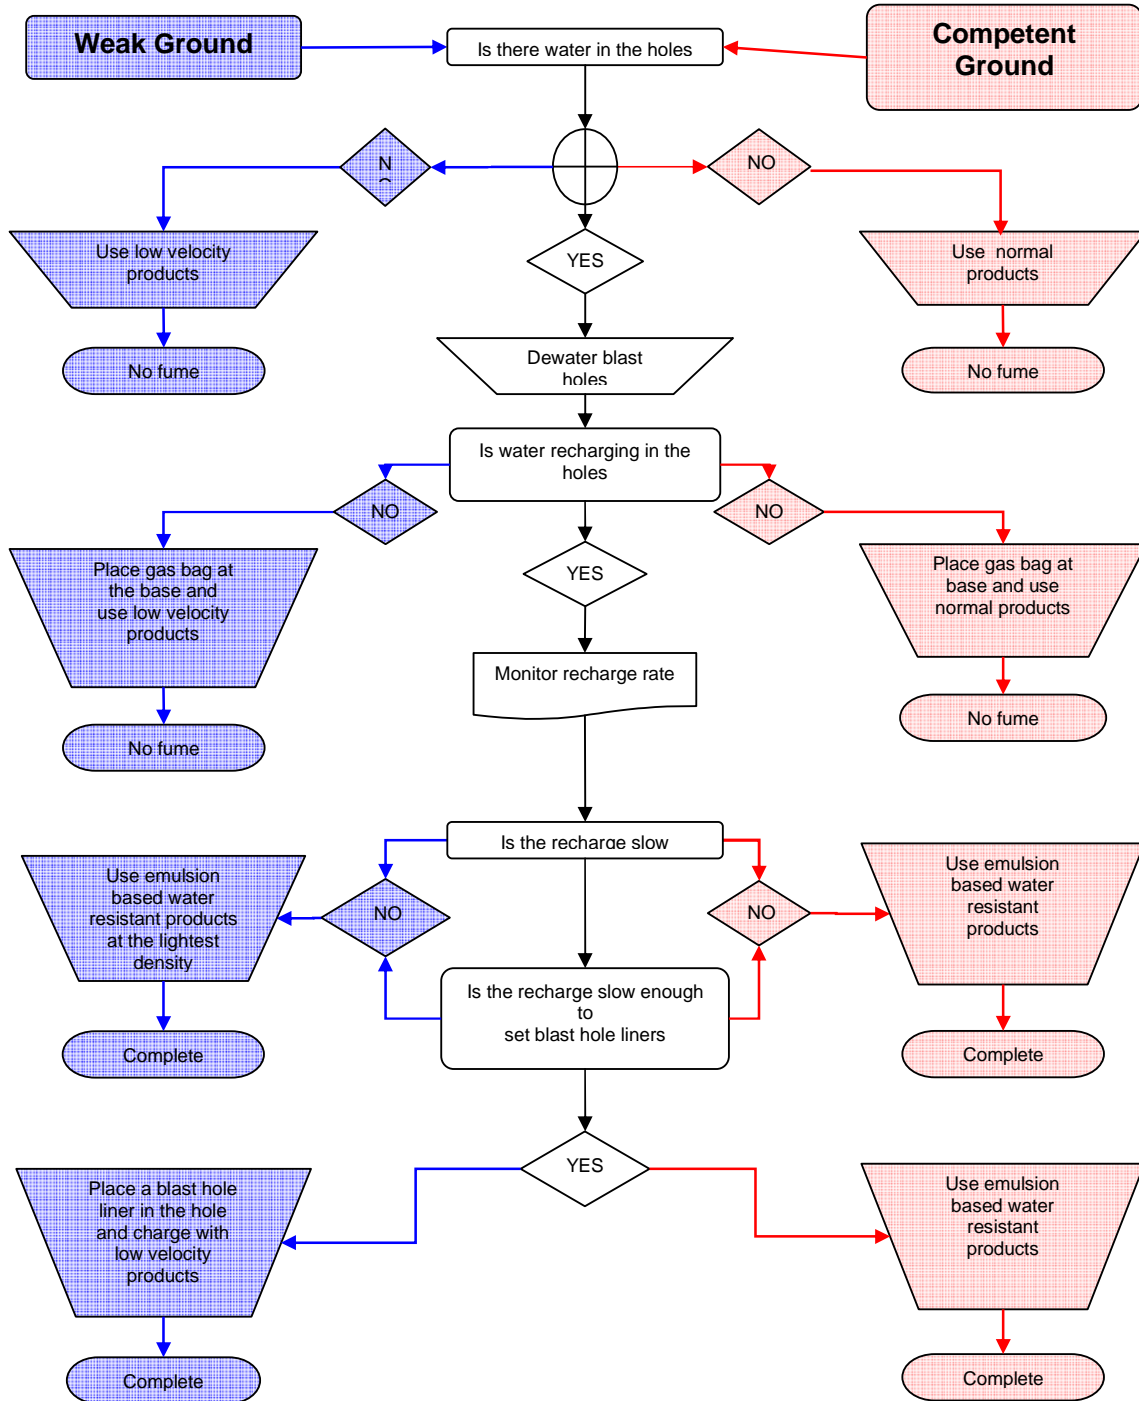 Weak Ground
Is there water in the holes
Competent
Ground
NO
YES
Use low velocity
products
Use normal
products
No fume
No fume
Dewater blast
holes
Is water recharging in the
holes
NO
NO
YES
Place gas bag at
the base and
use low velocity
products
Place gas bag at
base and use
normal products
Monitor recharge rate
No fume
No fume
Is the recharge slow
Use emulsion
based water
resistant products
at the lightest
density
NO
NO
Use emulsion
based water
resistant
products
Is the recharge slow enough
to
set blast hole liners
Complete
Complete
YES
Place a blast hole
liner in the hole
and charge with
low velocity
products
Use emulsion
based water
resistant
products
Complete
Complete